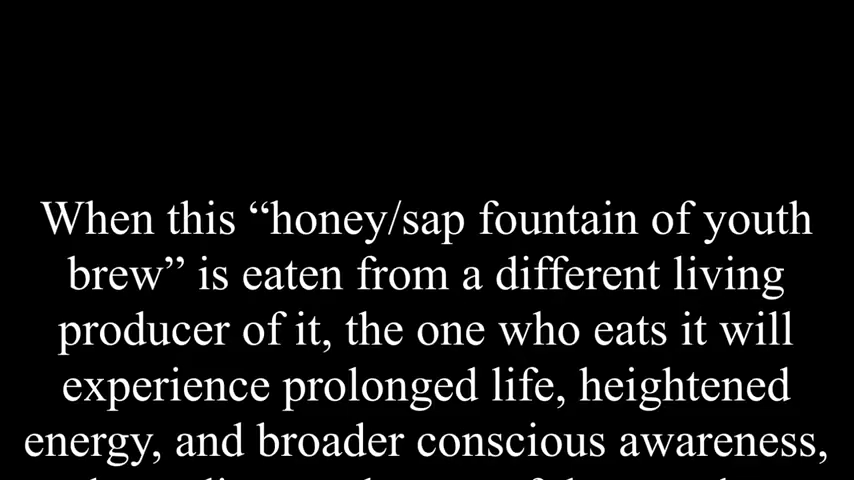 When this “honey/sap fountain of youth
brew” is eaten from a different living
producer of it, the one who eats it will
experience prolonged life, heightened
energy, and broader conscious awareness,